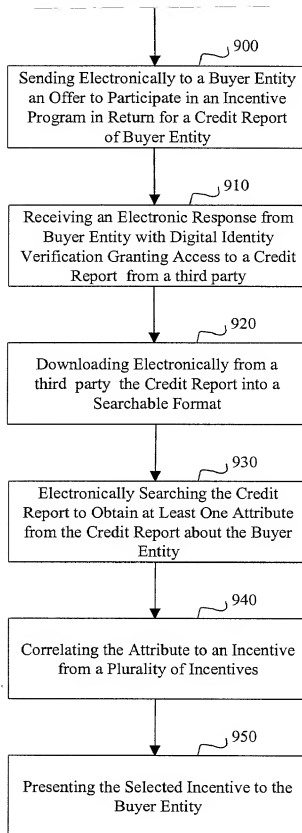 900
Sending Electronically to a Buyer Entity
an Offer to Participate in an Incentive
Program in Return for a Credit Report
of Buyer Entity
910
Receiving an Electronic Response from
Buyer Entity with Digital Identity
Verification Granting Access to a Credit
Report from a third party
920
Downloading Electronically from a
third party the Credit Report into a
Searchable Format
930
Electronically Searching the Credit
Report to Obtain at Least One Attribute
from the Credit Report about the Buyer
Entity
940
Correlating the Attribute to an Incentive
from a Plurality of Incentives
950
Presenting the Selected Incentive to the
Buyer Entity